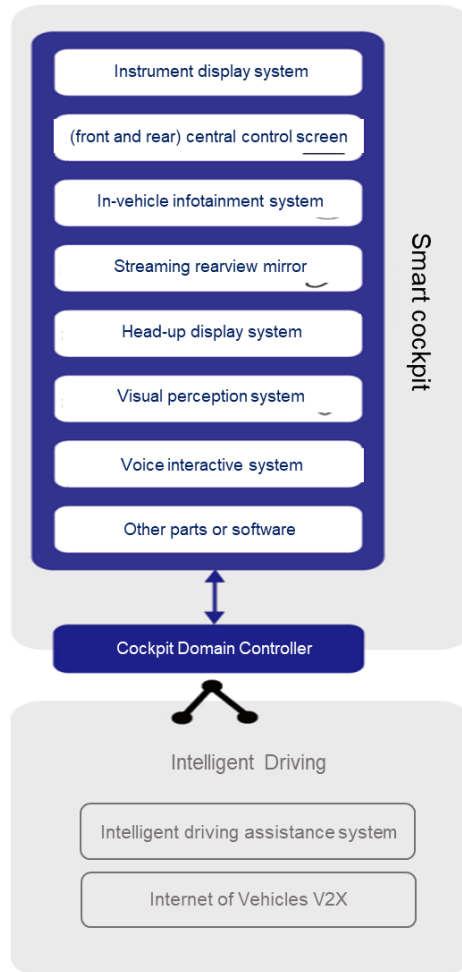 Instrument display system
(front and rear) central control screen
In-vehicle infotainment system
Streaming rearview mirror
Head-up display system
Visual perception system
Voice interactive system
Other parts or software
Smart cockpit
Cockpit Domain Controller
Intelligent Driving
Intelligent driving assistance system
Internet of Vehicles V2X